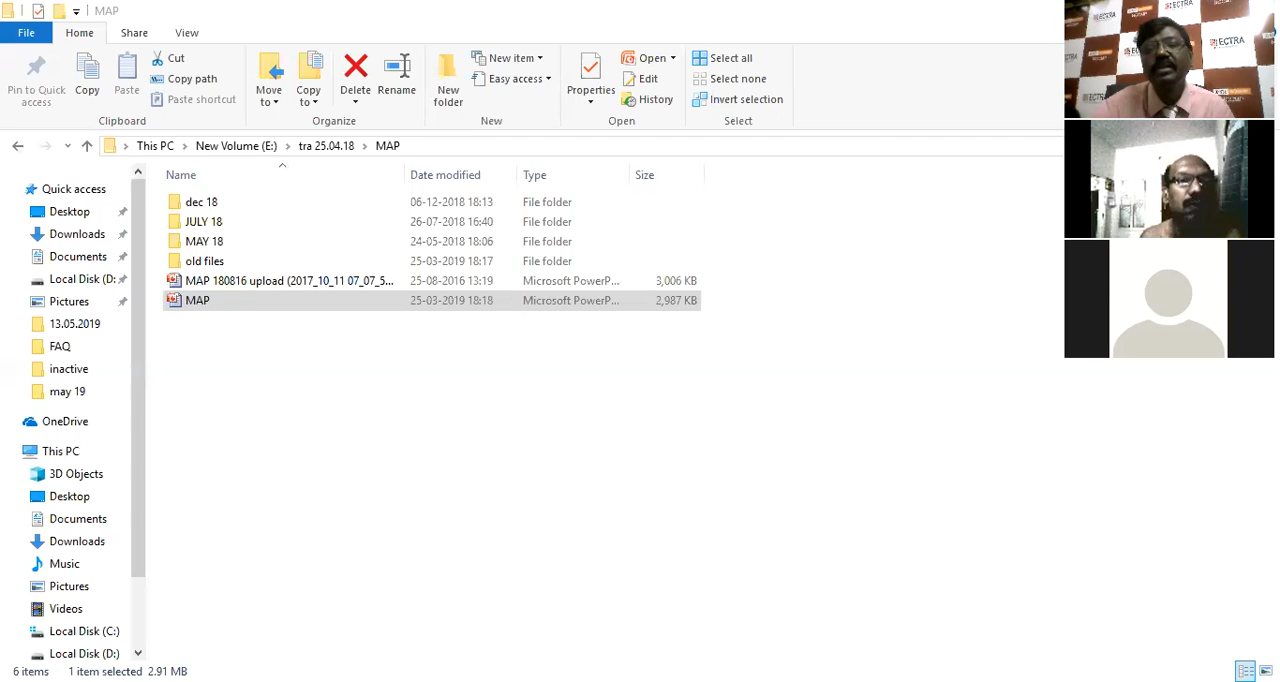 MAP
File Home Share View
Pin to Quick access
Copy
Paste
Cut
Copy path
Paste shortcut
Clipboard
Move to
Copy to
Delete
Rename
Organize
New folder
New item
Easy access
New
Properties
Open
Edit
History
Open
Select all
Select none
Invert selection
Select
This PC > New Volume (E:) > tra 25.04.18 > MAP
Name Date modified Type Size
dec 18 06-12-2018 18:13 File folder
JULY 18 26-07-2018 16:40 File folder
MAY 18 24-05-2018 18:06 File folder
old files 25-03-2019 18:17 File folder
MAP 180816 upload (2017_10_11 07_07_5... 25-08-2016 13:19 Microsoft PowerP... 3,006 KB
MAP 25-03-2019 18:18 Microsoft PowerP... 2,987 KB
Quick access
Desktop
Downloads
Documents
Local Disk (D:
Pictures
13.05.2019
FAQ
inactive
may 19
OneDrive
This PC
3D Objects
Desktop
Documents
Downloads
Music
Pictures
Videos
Local Disk (C:)
Local Disk (D:)
6 items 1 item selected 2.91 MB
ECTRA
ECTRA